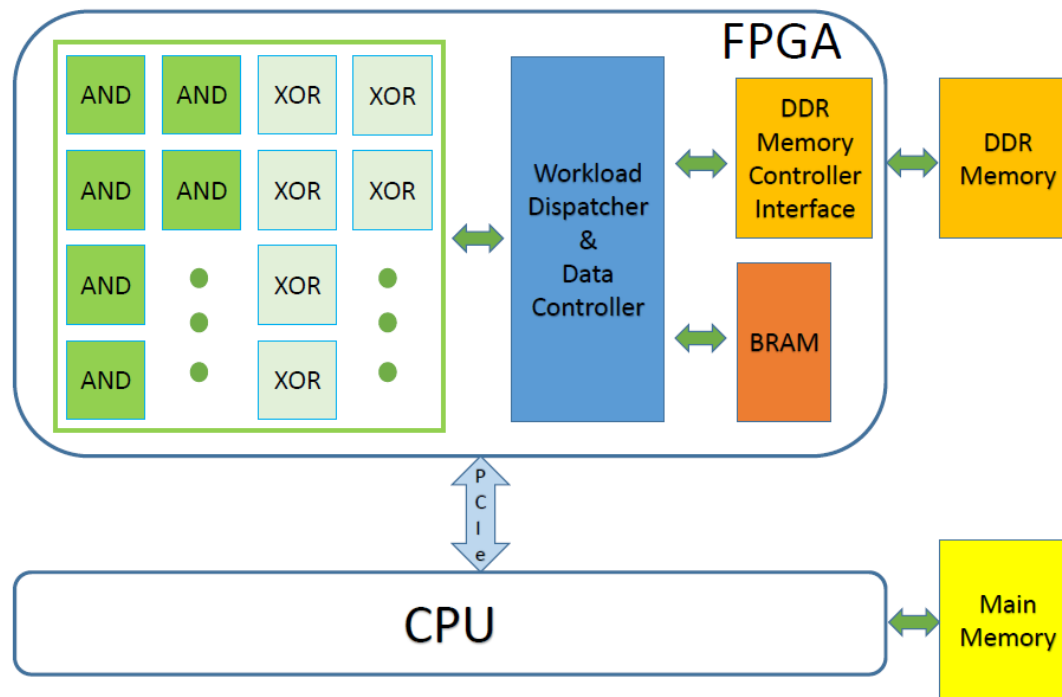 FPGA
AND AND XOR XOR
AND AND XOR XOR
AND XOR
AND XOR
Workload
Dispatcher
&
Data
Controller
DDR
Memory
Controller
Interface
DDR
Memory
BRAM
PCIe
CPU
Main
Memory